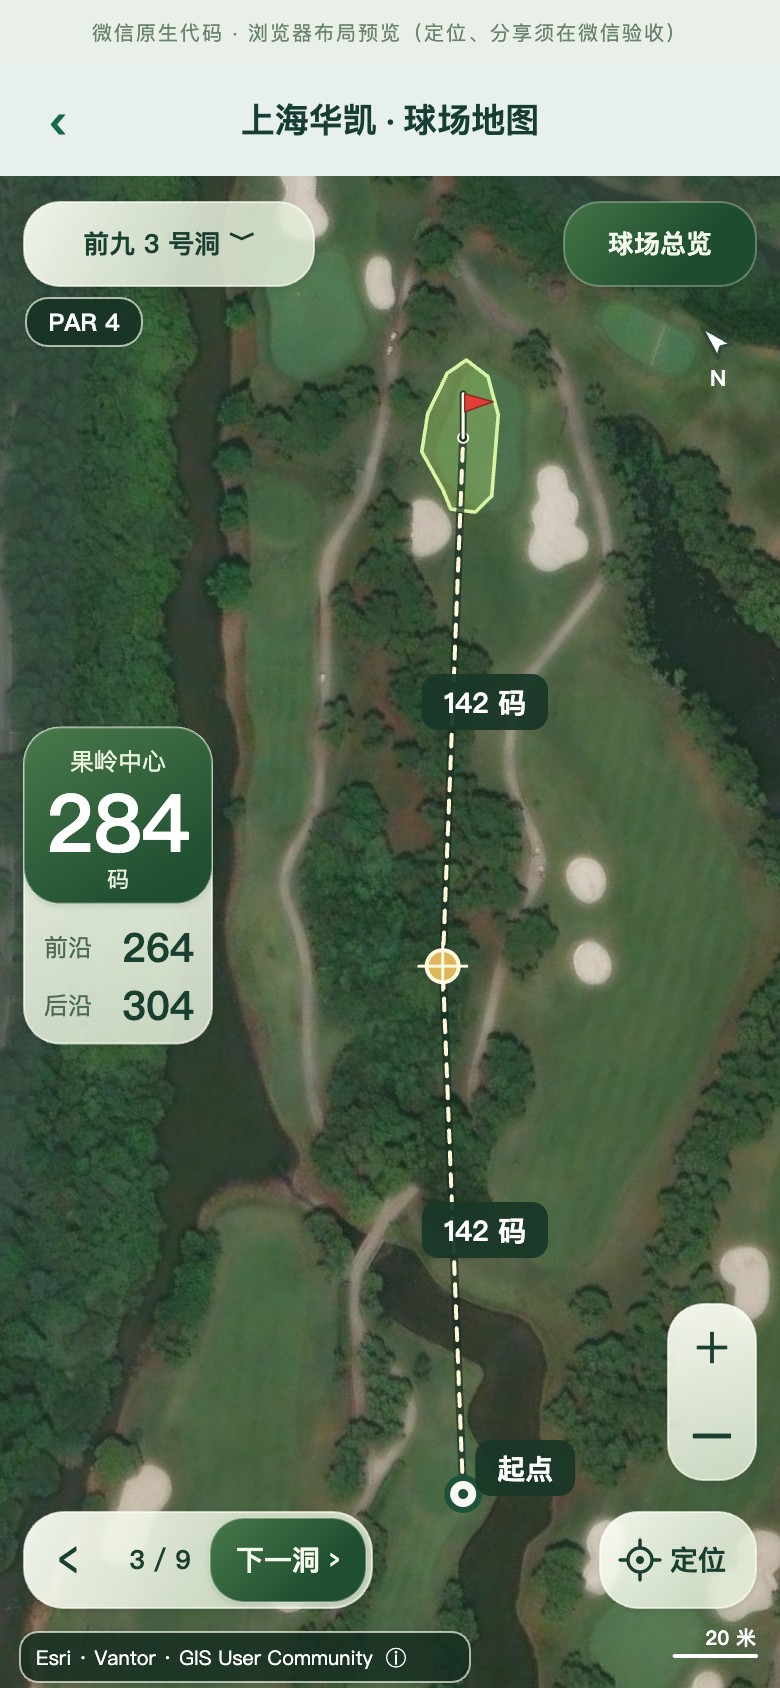 微信原生代码 · 浏览器布局预览（定位、分享须在微信验收）
‹ 上海华凯 · 球场地图
前九 3 号洞
球场总览
PAR 4
N
142 码
果岭中心
284
码
前沿 264
后沿 304
142 码
+
−
起点
< 3 / 9 下一洞 ›
定位
20 米
Esri · Vantor · GIS User Community ⓘ